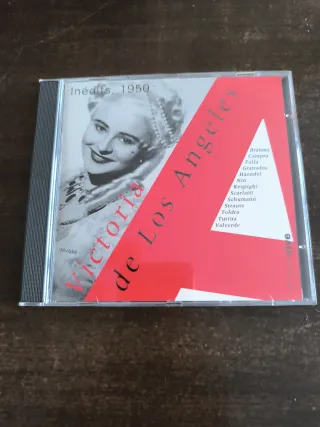 Inédits, 1950
Victoria
de Los Angeles
Brahms
Campra
Falla
Granados
Haendel
Nin
Respighi
Scarlatti
Schumann
Strauss
Toldra
Turina
Valverde